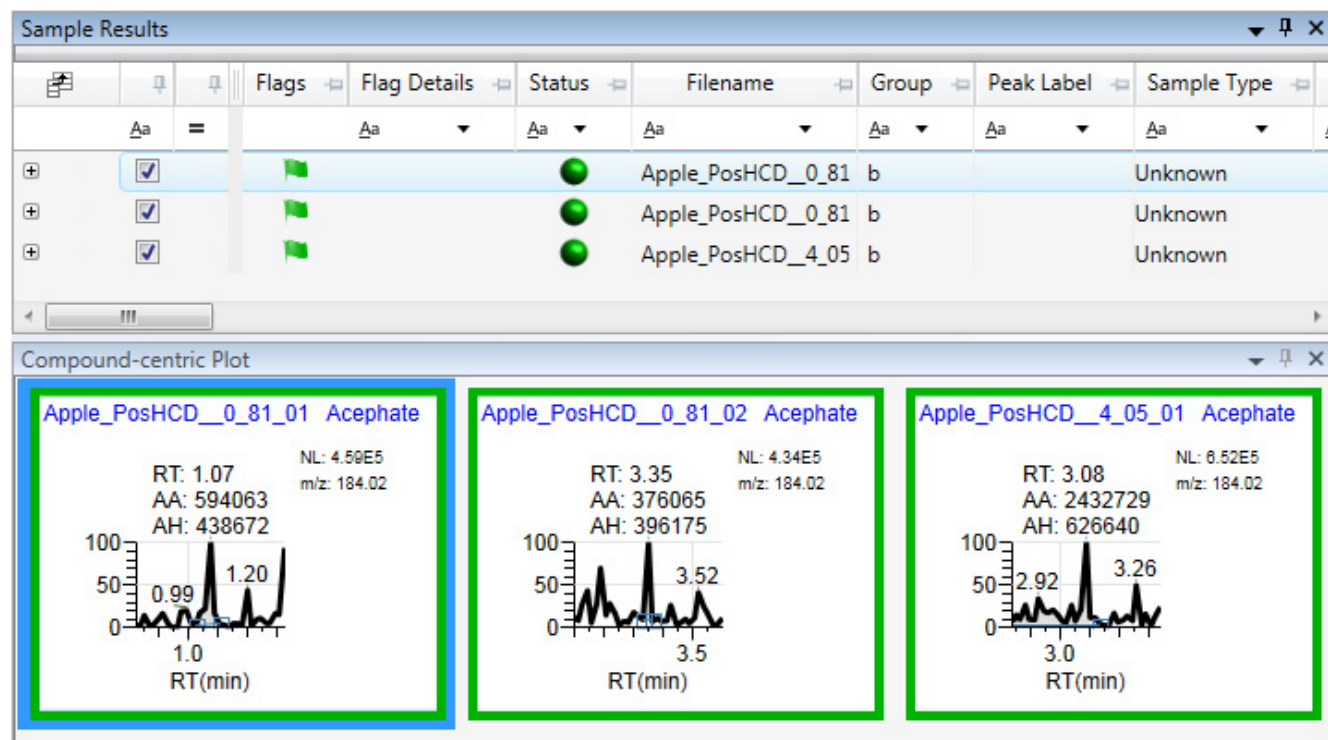 Sample Results
Flags Flag Details Status Filename Group Peak Label Sample Type
Aa = Aa Aa Aa Aa Aa Aa
Apple_PosHCD__0_81 b Unknown
Apple_PosHCD__0_81 b Unknown
Apple_PosHCD__4_05 b Unknown
Compound-centric Plot
Apple_PosHCD__0_81_01 Acephate
NL: 4.59E5
m/z: 184.02
RT: 1.07
AA: 594063
AH: 438672
100
50
0
0.99
1.20
1.0
RT(min)
Apple_PosHCD__0_81_02 Acephate
NL: 4.34E5
m/z: 184.02
RT: 3.35
AA: 376065
AH: 396175
100
50
0
3.52
3.5
RT(min)
Apple_PosHCD__4_05_01 Acephate
NL: 6.52E5
m/z: 184.02
RT: 3.08
AA: 2432729
AH: 626640
100
50
0
2.92
3.26
3.0
RT(min)